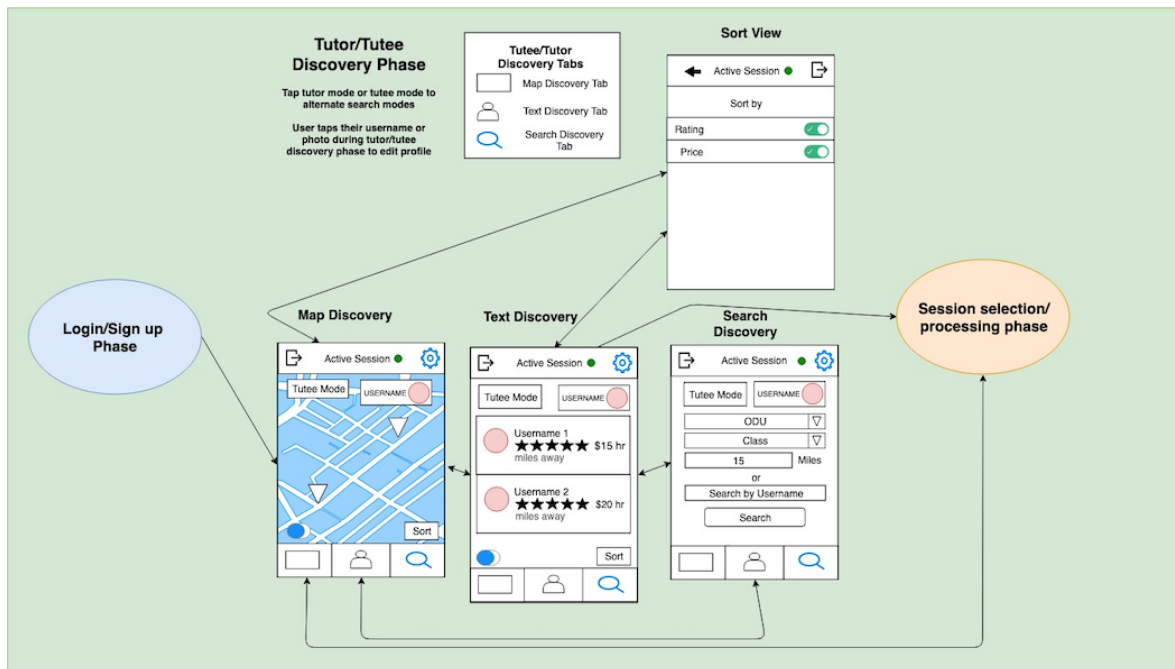 Tutor/Tutee
Discovery Phase
Tap tutor mode or tutee mode to
alternate search modes
User taps their username or
photo during tutor/tutee
discovery phase to edit profile
Tutee/Tutor
Discovery Tabs
Map Discovery Tab
Text Discovery Tab
Search Discovery
Tab
Sort View
Active Session
Sort by
Rating
Price
Login/Sign up
Phase
Session selection/
processing phase
Map Discovery
Active Session
Tutee Mode
USERNAME
Sort
Text Discovery
Active Session
Tutee Mode
USERNAME
Username 1
$15 hr
miles away
Username 2
$20 hr
miles away
Sort
Search
Discovery
Active Session
Tutee Mode
USERNAME
ODU
Class
15 Miles
or
Search by Username
Search